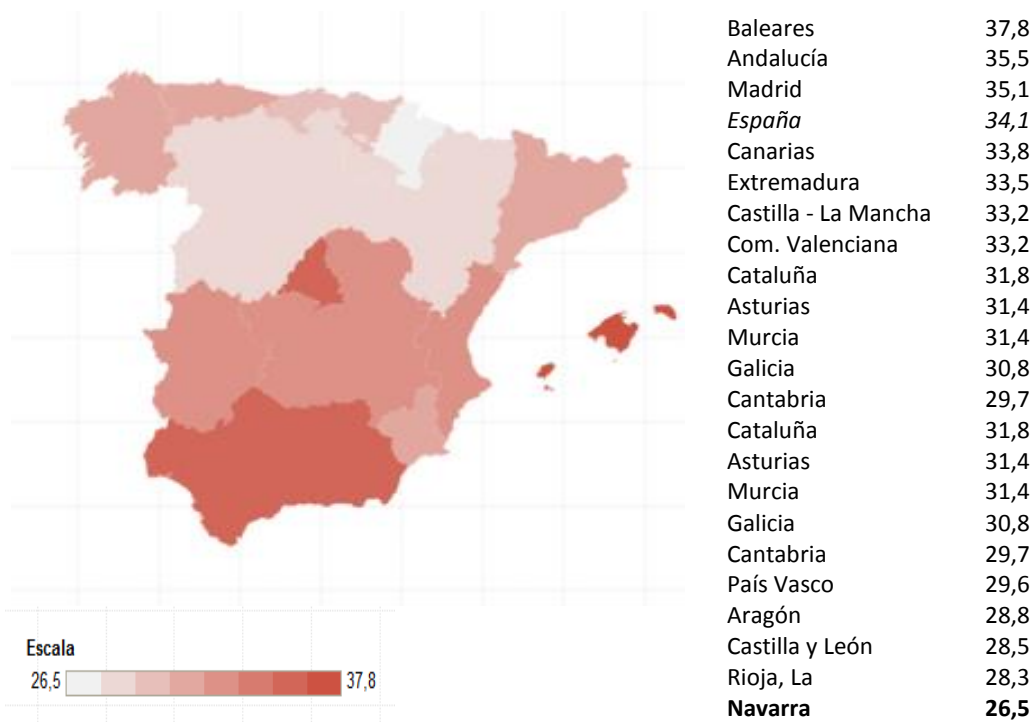 Baleares 37,8
Andalucía 35,5
Madrid 35,1
España 34,1
Canarias 33,8
Extremadura 33,5
Castilla - La Mancha 33,2
Com. Valenciana 33,2
Cataluña 31,8
Asturias 31,4
Murcia 31,4
Galicia 30,8
Cantabria 29,7
Cataluña 31,8
Asturias 31,4
Murcia 31,4
Galicia 30,8
Cantabria 29,7
País Vasco 29,6
Aragón 28,8
Castilla y León 28,5
Rioja, La 28,3
Navarra 26,5
Escala
26,5 37,8